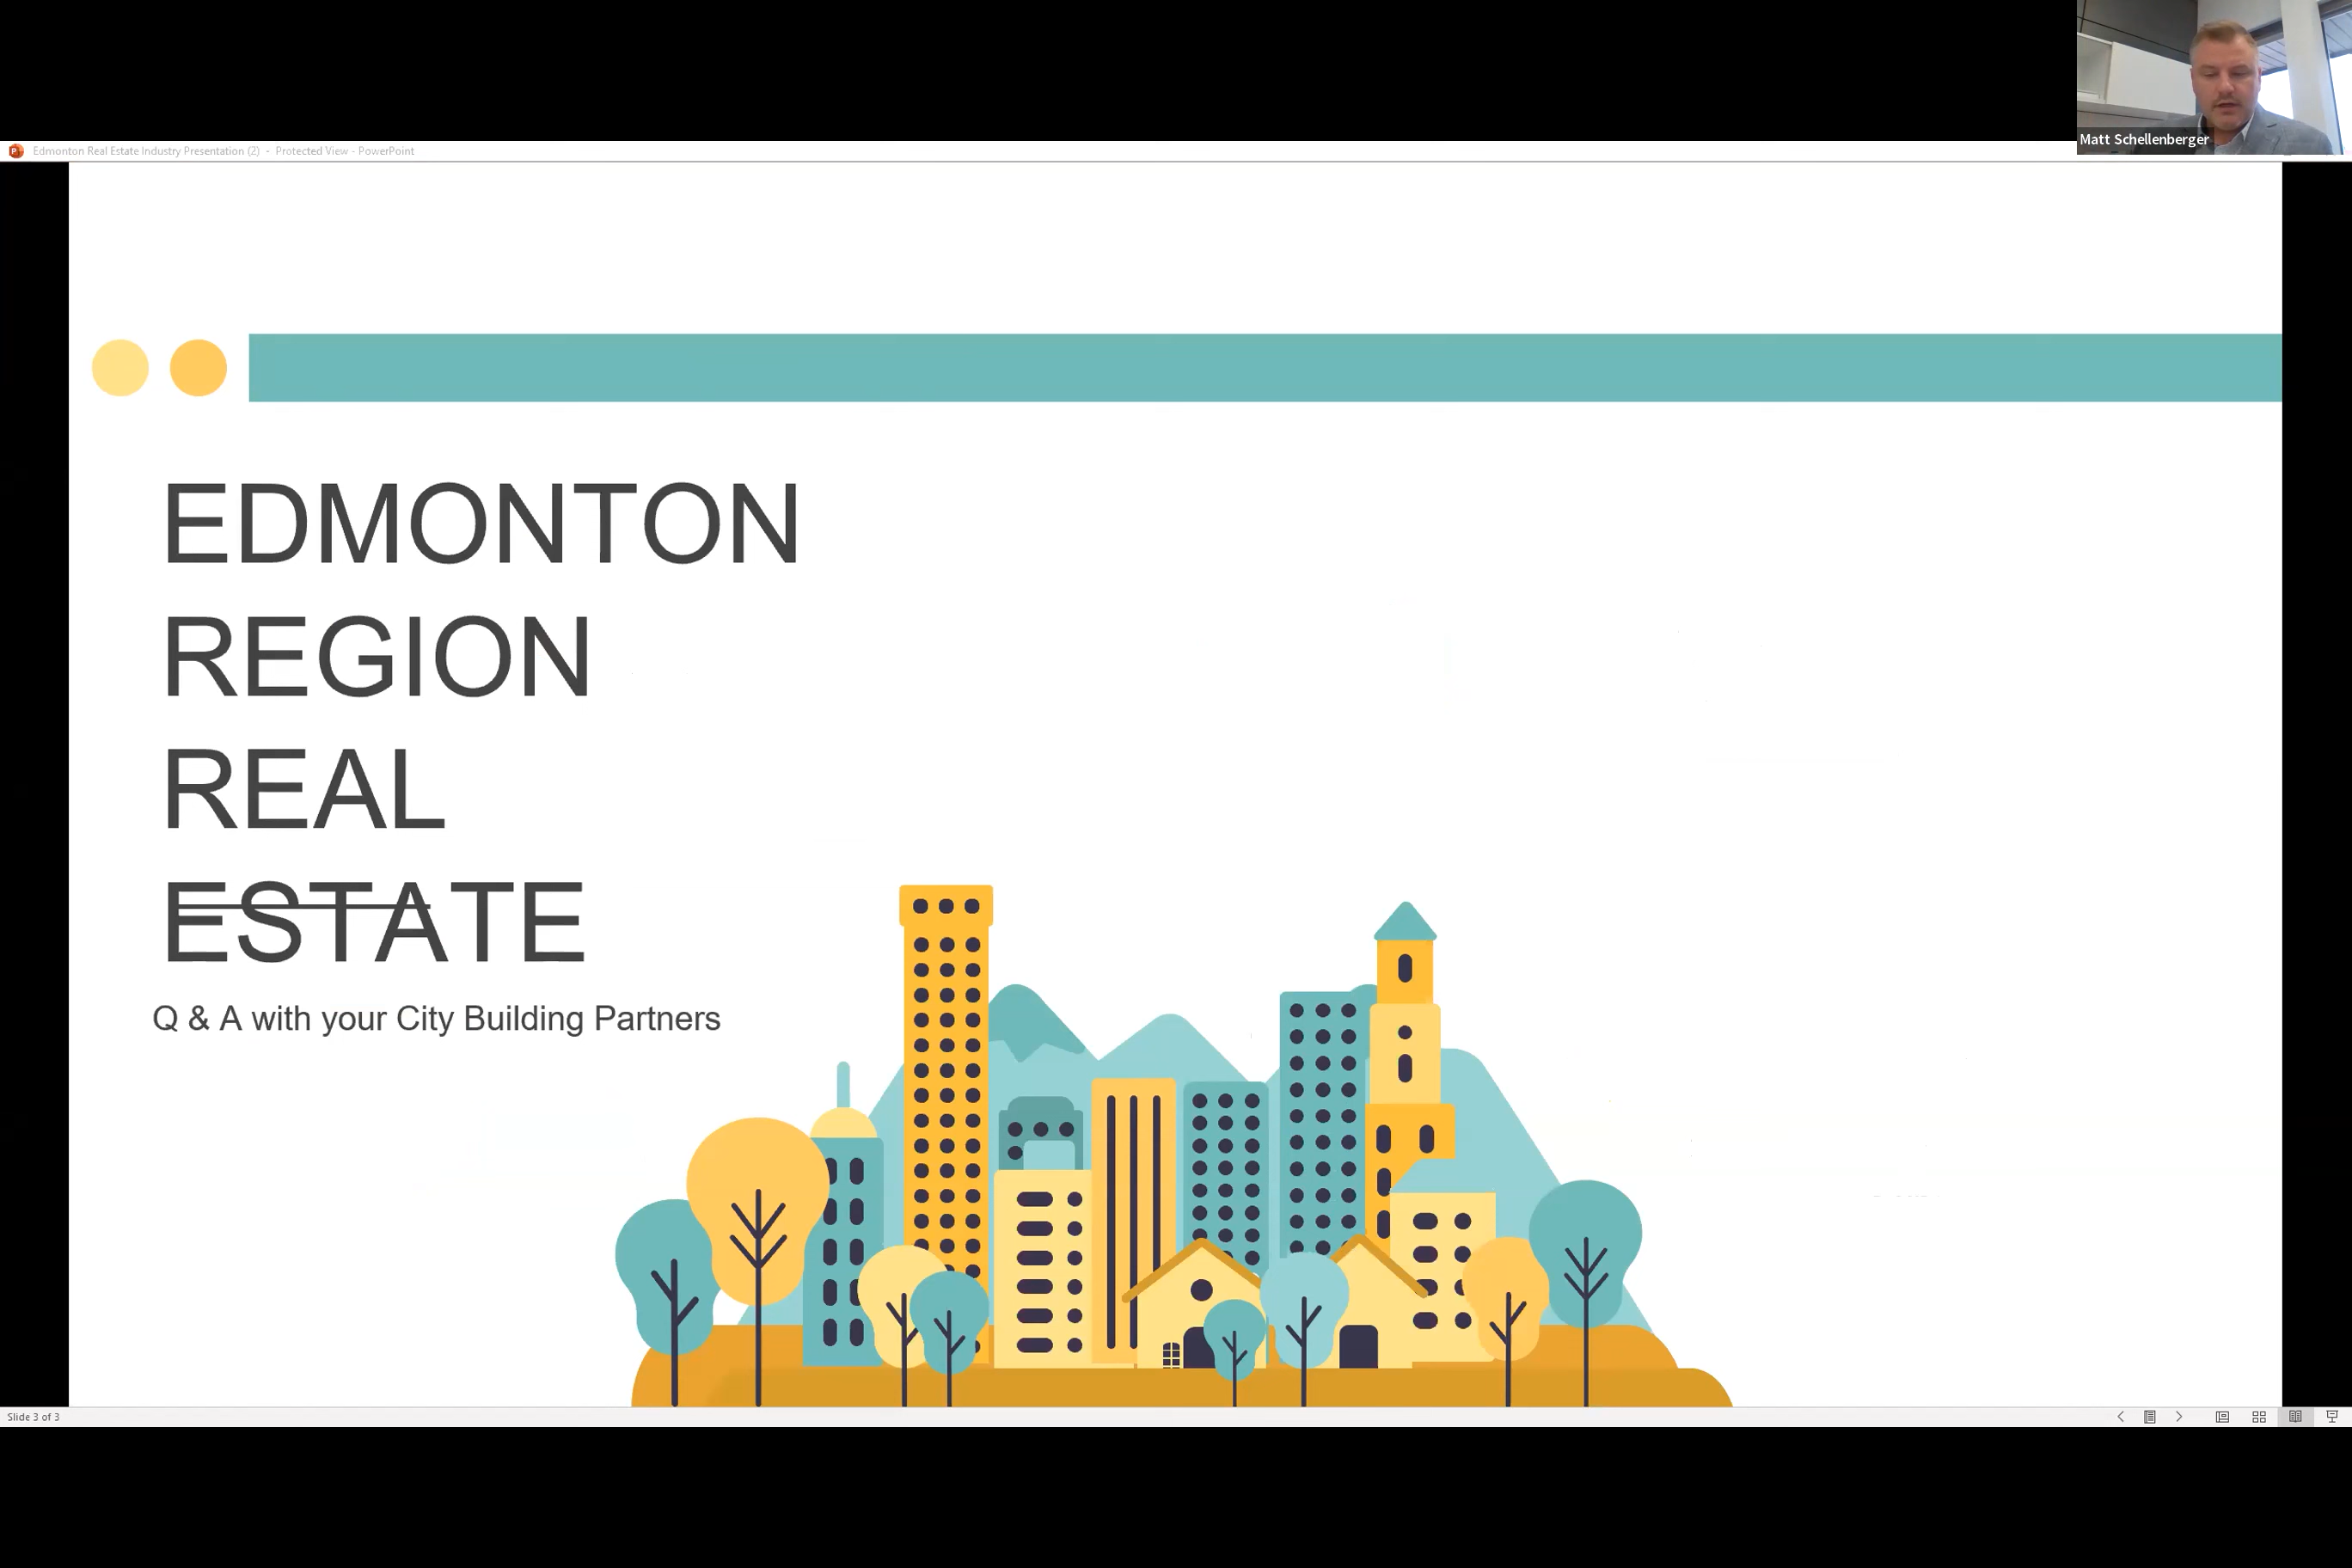 Matt Schellenberger
Edmonton Real Estate Industry Presentation (2) - Protected View - PowerPoint
EDMONTON
REGION
REAL
ESTATE
Q & A with your City Building Partners
Slide 3 of 3